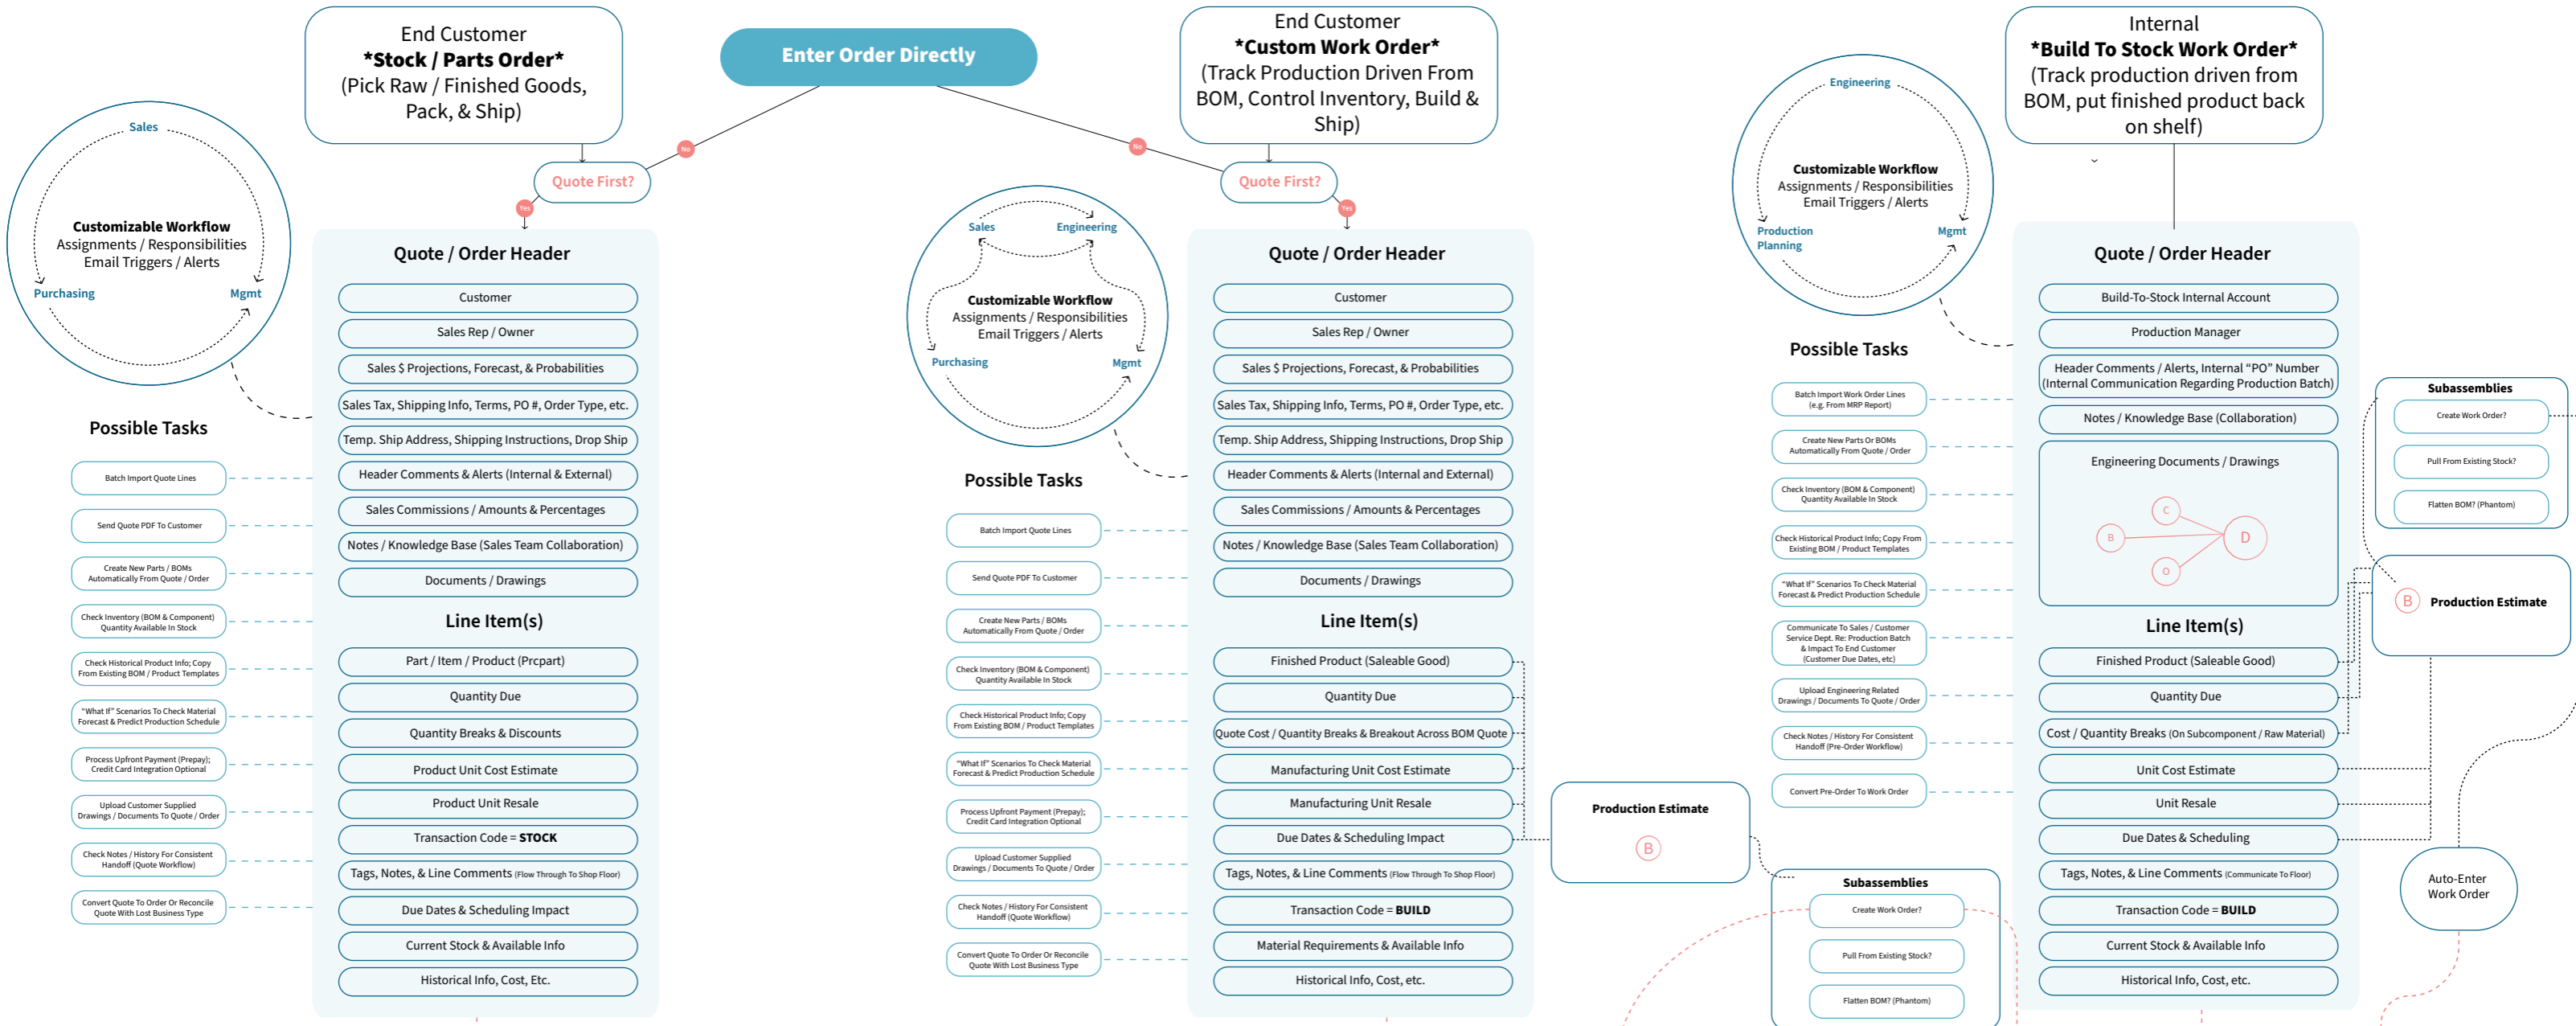 End Customer
*Stock / Parts Order*
(Pick Raw / Finished Goods,
Pack, & Ship)
Enter Order Directly
End Customer
*Custom Work Order*
(Track Production Driven From
BOM, Control Inventory, Build &
Ship)
Internal
*Build To Stock Work Order*
(Track production driven from
BOM, put finished product back
on shelf)
No
No
Quote First?
Yes
Quote First?
Yes
Sales
Customizable Workflow
Assignments / Responsibilities
Email Triggers / Alerts
Purchasing
Mgmt
Possible Tasks
Batch Import Quote Lines
Send Quote PDF To Customer
Create New Parts / BOMs
Automatically From Quote / Order
Check Inventory (BOM & Component)
Quantity Available In Stock
Check Historical Product Info; Copy
From Existing BOM / Product Templates
"What If" Scenarios To Check Material
Forecast & Predict Production Schedule
Process Upfront Payment (Prepay);
Credit Card Integration Optional
Upload Customer Supplied
Drawings / Documents To Quote / Order
Check Notes / History For Consistent
Handoff (Quote Workflow)
Convert Quote To Order Or Reconcile
Quote With Lost Business Type
Quote / Order Header
Customer
Sales Rep / Owner
Sales $ Projections, Forecast, & Probabilities
Sales Tax, Shipping Info, Terms, PO #, Order Type, etc.
Temp. Ship Address, Shipping Instructions, Drop Ship
Header Comments & Alerts (Internal & External)
Sales Commissions / Amounts & Percentages
Notes / Knowledge Base (Sales Team Collaboration)
Documents / Drawings
Line Item(s)
Part / Item / Product (Prcpart)
Quantity Due
Quantity Breaks & Discounts
Product Unit Cost Estimate
Product Unit Resale
Transaction Code = STOCK
Tags, Notes, & Line Comments (Flow Through To Shop Floor)
Due Dates & Scheduling Impact
Current Stock & Available Info
Historical Info, Cost, Etc.
Sales
Engineering
Customizable Workflow
Assignments / Responsibilities
Email Triggers / Alerts
Purchasing
Mgmt
Possible Tasks
Batch Import Quote Lines
Send Quote PDF To Customer
Create New Parts / BOMs
Automatically From Quote / Order
Check Inventory (BOM & Component)
Quantity Available In Stock
Check Historical Product Info; Copy
From Existing BOM / Product Templates
"What If" Scenarios To Check Material
Forecast & Predict Production Schedule
Process Upfront Payment (Prepay);
Credit Card Integration Optional
Upload Customer Supplied
Drawings / Documents To Quote / Order
Check Notes / History For Consistent
Handoff (Quote Workflow)
Convert Quote To Order Or Reconcile
Quote With Lost Business Type
Quote / Order Header
Customer
Sales Rep / Owner
Sales $ Projections, Forecast, & Probabilities
Sales Tax, Shipping Info, Terms, PO #, Order Type, etc.
Temp. Ship Address, Shipping Instructions, Drop Ship
Header Comments & Alerts (Internal and External)
Sales Commissions / Amounts & Percentages
Notes / Knowledge Base (Sales Team Collaboration)
Documents / Drawings
Line Item(s)
Finished Product (Saleable Good)
Quantity Due
Quote Cost / Quantity Breaks & Breakout Across BOM Quote
Manufacturing Unit Cost Estimate
Manufacturing Unit Resale
Due Dates & Scheduling Impact
Tags, Notes, & Line Comments (Flow Through To Shop Floor)
Transaction Code = BUILD
Material Requirements & Available Info
Historical Info, Cost, etc.
Production Estimate
B
Subassemblies
Create Work Order?
Pull From Existing Stock?
Flatten BOM? (Phantom)
Engineering
Customizable Workflow
Assignments / Responsibilities
Email Triggers / Alerts
Production
Planning
Mgmt
Possible Tasks
Batch Import Work Order Lines
(e.g. From MRP Report)
Create New Parts Or BOMs
Automatically From Quote / Order
Check Inventory (BOM & Component)
Quantity Available In Stock
Check Historical Product Info; Copy From
Existing BOM / Product Templates
"What If" Scenarios To Check Material
Forecast & Predict Production Schedule
Communicate To Sales / Customer
Service Dept. Re: Production Batch
& Impact To End Customer
(Customer Due Dates, etc)
Upload Engineering Related
Drawings / Documents To Quote / Order
Check Notes / History For Consistent
Handoff (Pre-Order Workflow)
Convert Pre-Order To Work Order
Quote / Order Header
Build-To-Stock Internal Account
Production Manager
Header Comments / Alerts, Internal “PO” Number
(Internal Communication Regarding Production Batch)
Notes / Knowledge Base (Collaboration)
Engineering Documents / Drawings
C
B
D
O
Line Item(s)
Finished Product (Saleable Good)
Quantity Due
Cost / Quantity Breaks (On Subcomponent / Raw Material)
Unit Cost Estimate
Unit Resale
Due Dates & Scheduling
Tags, Notes, & Line Comments (Communicate To Floor)
Transaction Code = BUILD
Current Stock & Available Info
Historical Info, Cost, etc.
Subassemblies
Create Work Order?
Pull From Existing Stock?
Flatten BOM? (Phantom)
B
Production Estimate
Auto-Enter
Work Order